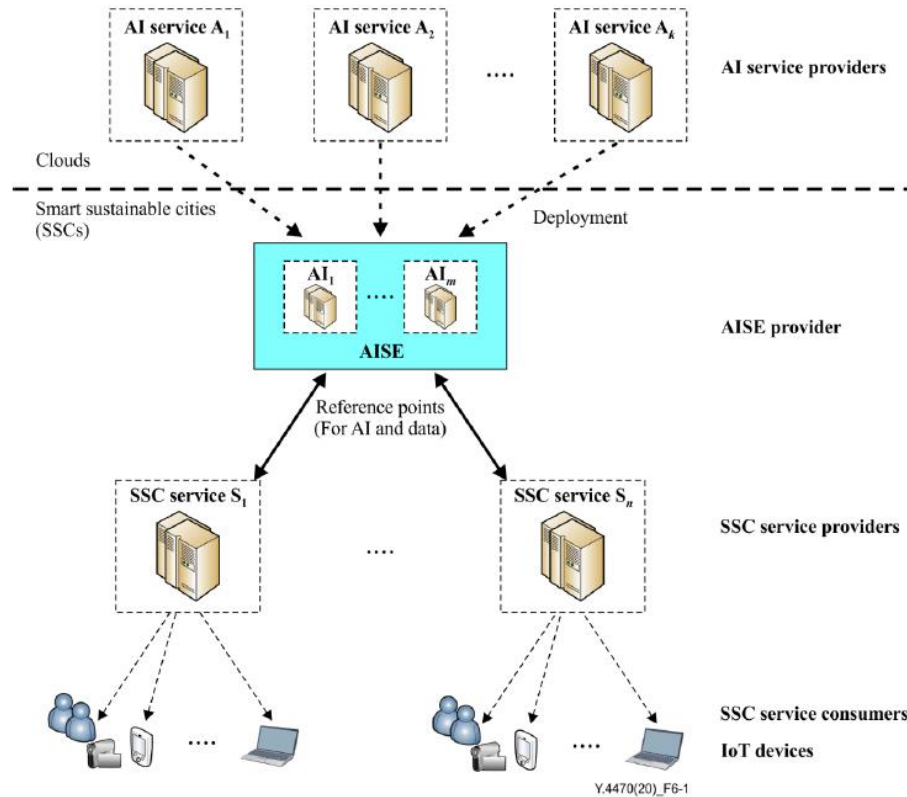 AI service A1
AI service A2
AI service Ak
....
AI service providers
Clouds
Smart sustainable cities
(SSCs)
Deployment
AI1
....
AIm
AISE
AISE provider
Reference points
(For AI and data)
SSC service S1
SSC service Sn
....
SSC service providers
SSC service consumers
....
....
IoT devices
Y.4470(20)_F6-1